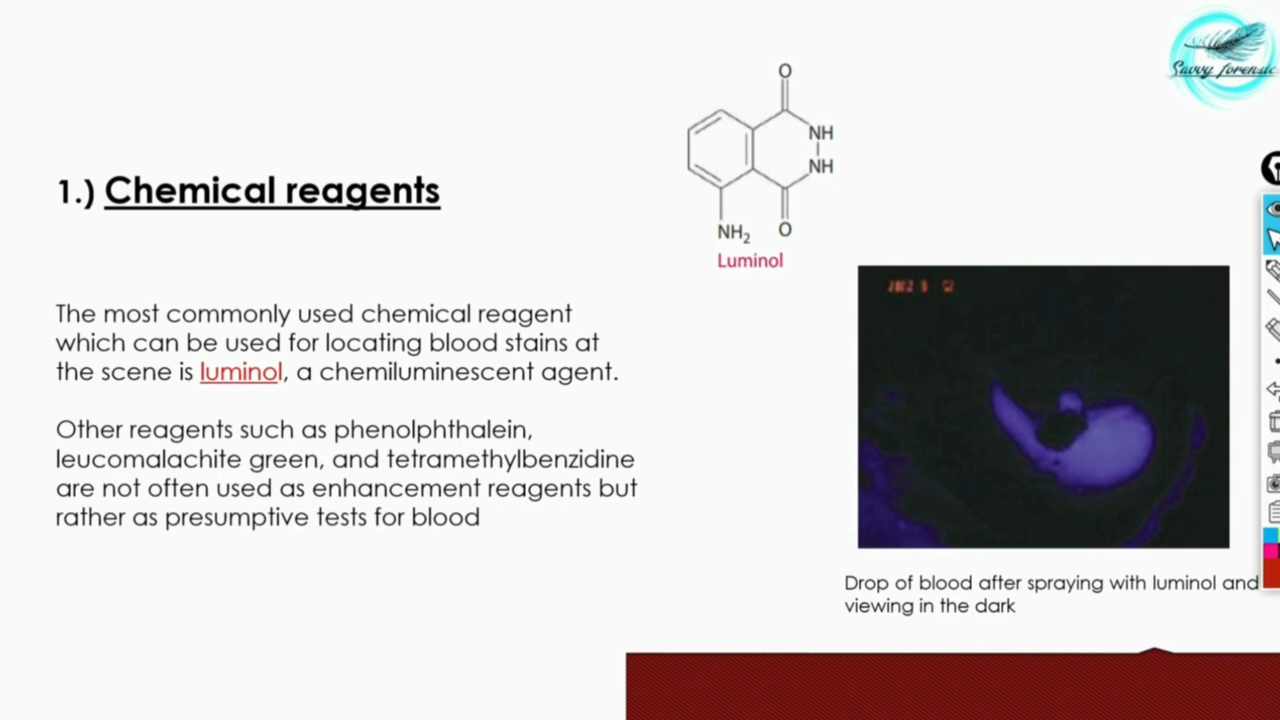 Savvy forensic
O
NH
NH
NH2 O
Luminol
1.) Chemical reagents
The most commonly used chemical reagent
which can be used for locating blood stains at
the scene is luminol, a chemiluminescent agent.
Other reagents such as phenolphthalein,
leucomalachite green, and tetramethylbenzidine
are not often used as enhancement reagents but
rather as presumptive tests for blood
Drop of blood after spraying with luminol and
viewing in the dark